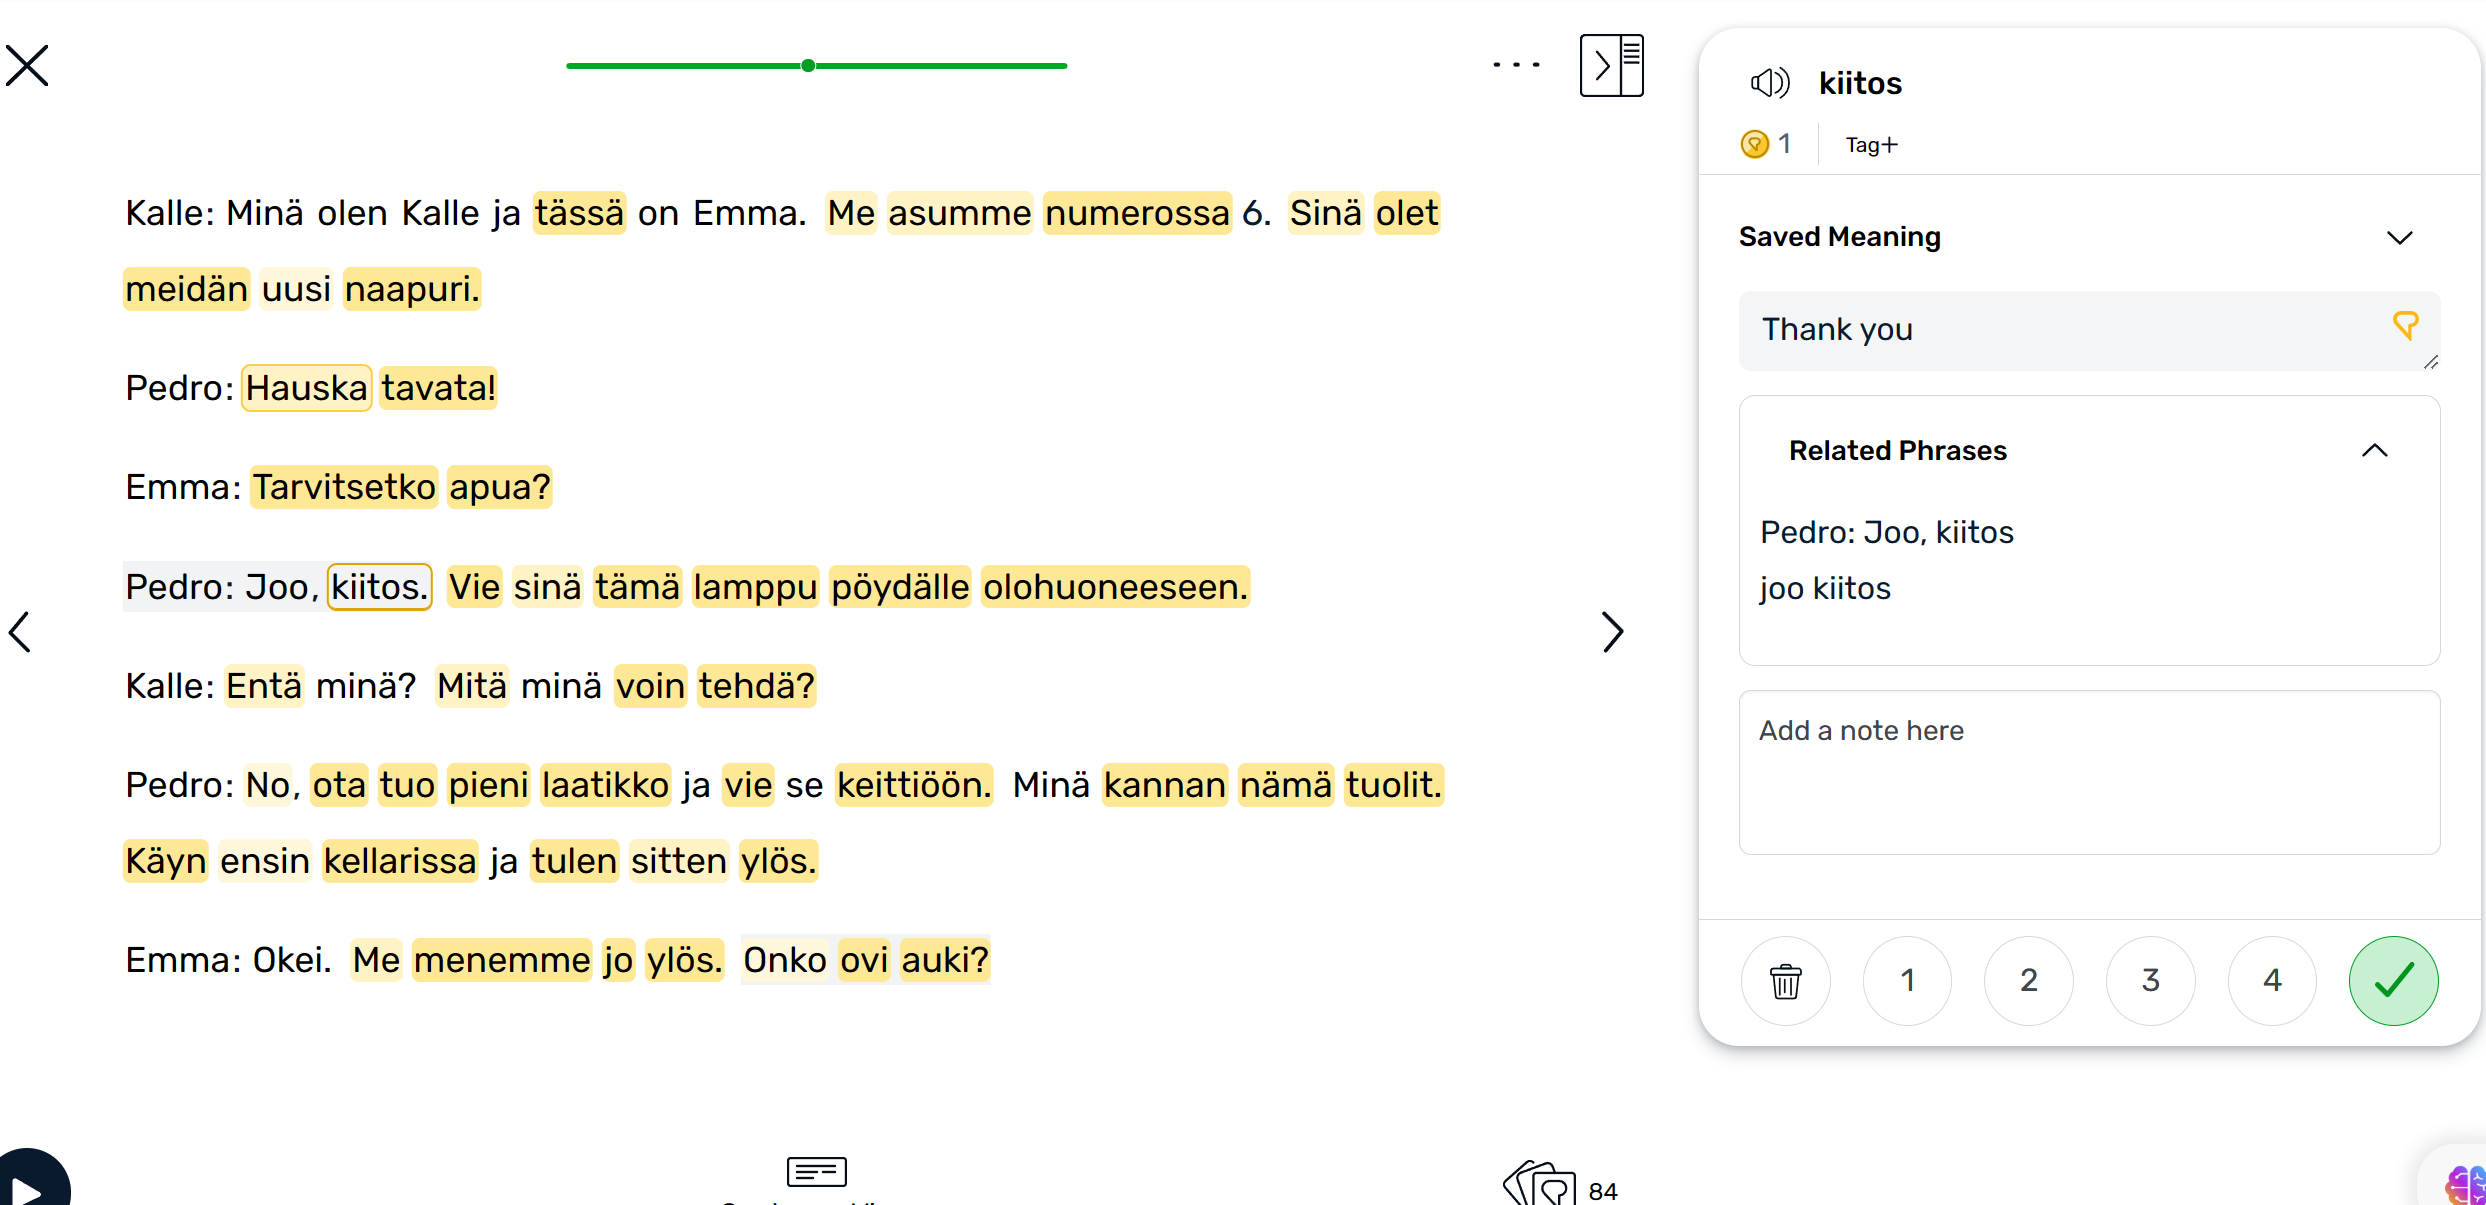 kiitos
1 Tag+
Kalle: Minä olen Kalle ja tässä on Emma. Me asumme numerossa 6. Sinä olet
meidän uusi naapuri.
Pedro: Hauska tavata!
Emma: Tarvitsetko apua?
Pedro: Joo, kiitos. Vie sinä tämä lamppu pöydälle olohuoneeseen.
Kalle: Entä minä? Mitä minä voin tehdä?
Pedro: No, ota tuo pieni laatikko ja vie se keittiöön. Minä kannan nämä tuolit.
Käyn ensin kellarissa ja tulen sitten ylös.
Emma: Okei. Me menemme jo ylös. Onko ovi auki?
Saved Meaning
Thank you
Related Phrases
Pedro: Joo, kiitos
joo kiitos
Add a note here
1 2 3 4
84